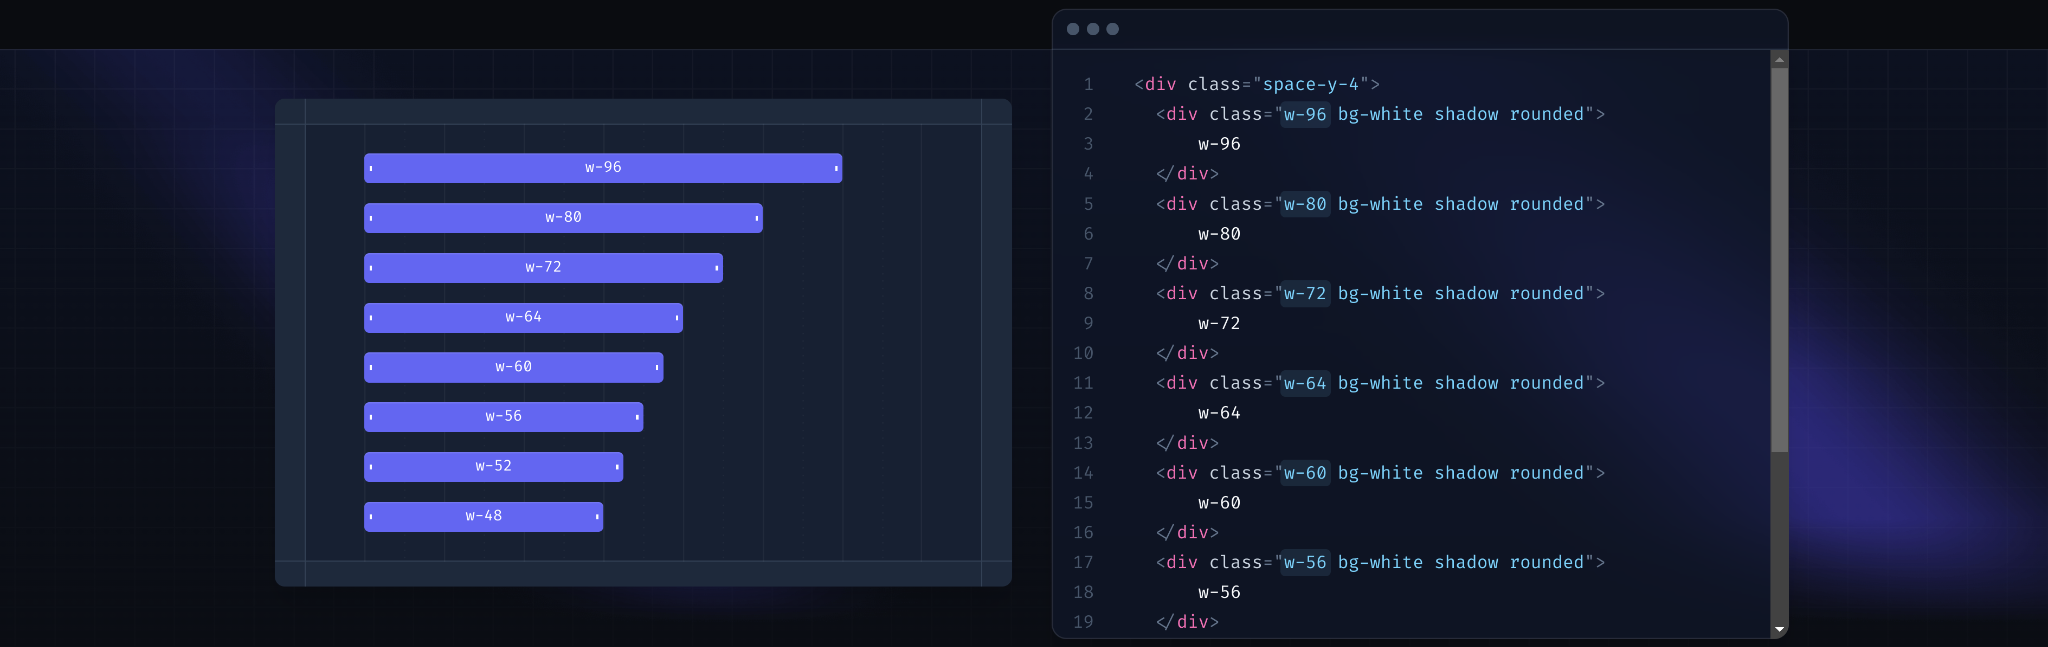 w-96
w-80
w-72
w-64
w-60
w-56
w-52
w-48
1 <div class="space-y-4">
2 <div class="w-96 bg-white shadow rounded">
3 w-96
4 </div>
5 <div class="w-80 bg-white shadow rounded">
6 w-80
7 </div>
8 <div class="w-72 bg-white shadow rounded">
9 w-72
10 </div>
11 <div class="w-64 bg-white shadow rounded">
12 w-64
13 </div>
14 <div class="w-60 bg-white shadow rounded">
15 w-60
16 </div>
17 <div class="w-56 bg-white shadow rounded">
18 w-56
19 </div>